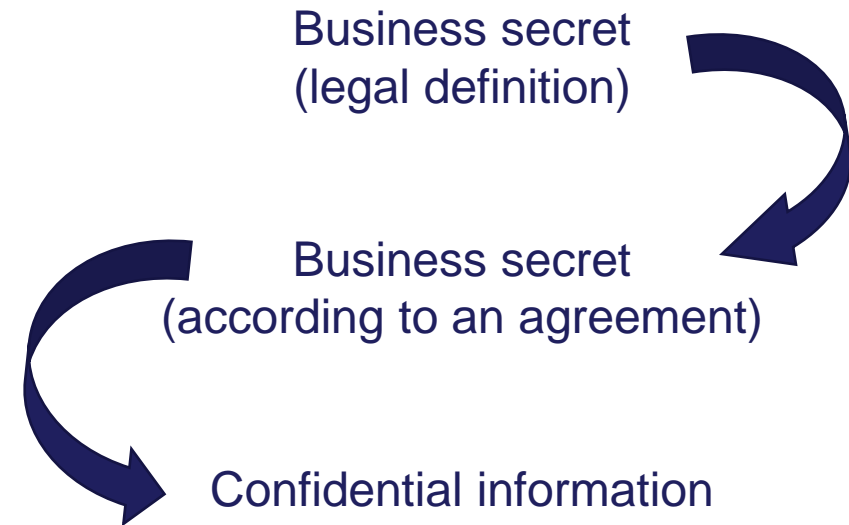 Business secret
(legal definition)
Business secret
(according to an agreement)
Confidential information